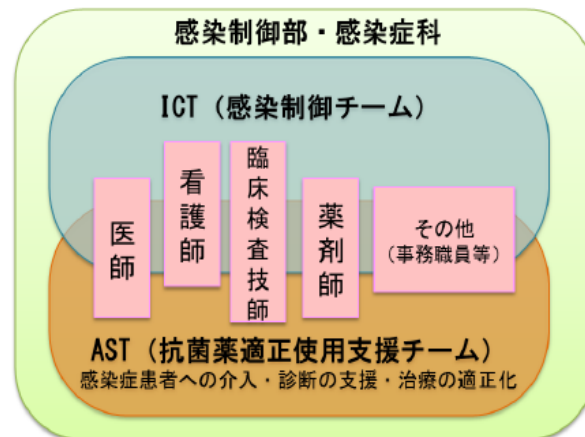 感染制御部・感染症科
ICT（感染制御チーム）
医師
看護師
臨床検査技師
薬剤師
その他
（事務職員等）
AST（抗菌薬適正使用支援チーム）
感染症患者への介入・診断の支援・治療の適正化